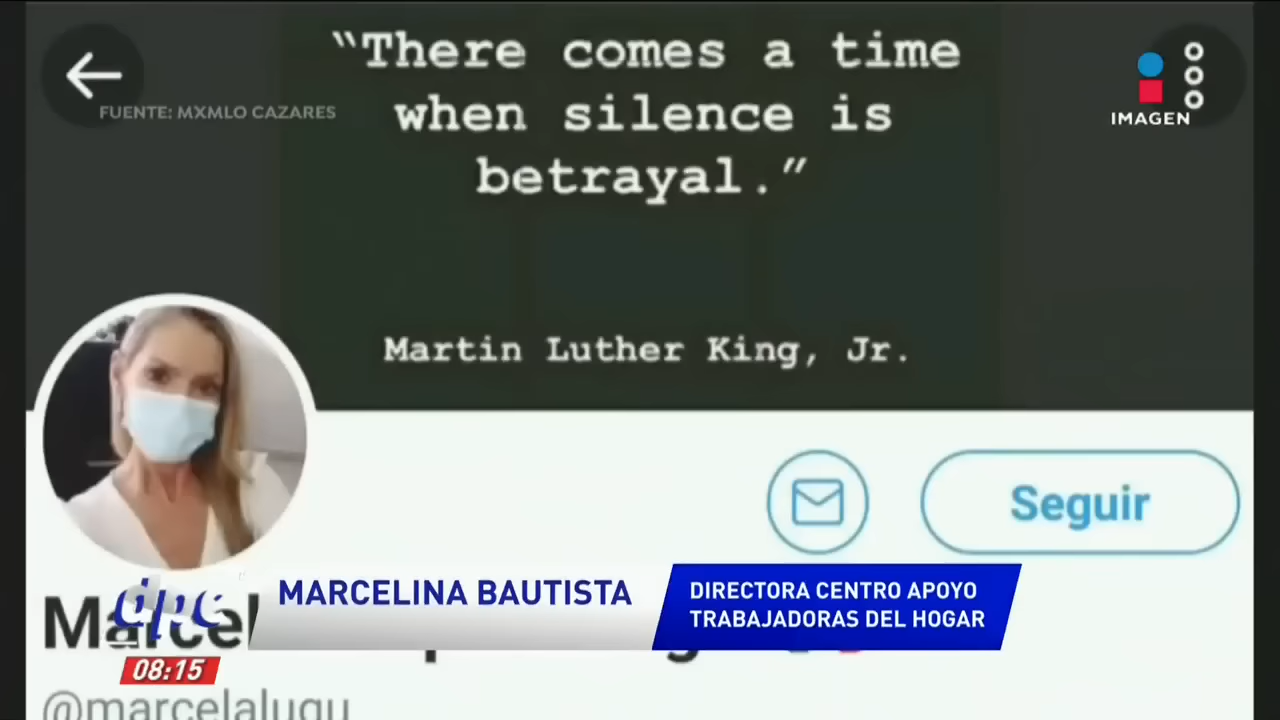 “There comes a time
when silence is
betrayal.”
FUENTE: MXMLO CAZARES
IMAGEN
Martin Luther King, Jr.
Seguir
MARCELINA BAUTISTA
DIRECTORA CENTRO APOYO
TRABAJADORAS DEL HOGAR
Marcel
08:15
@marcelalugu